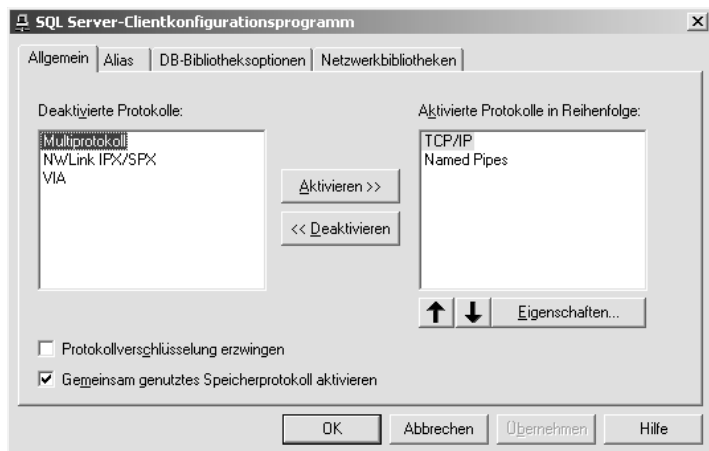 SQL Server-Clientkonfigurationsprogramm
Allgemein Alias DB-Bibliotheksoptionen Netzwerkbibliotheken
Deaktivierte Protokolle:
Multiprotokoll
NWLink IPX/SPX
VIA
Aktivieren >>
<< Deaktivieren
Aktivierte Protokolle in Reihenfolge:
TCP/IP
Named Pipes
Eigenschaften...
Protokollverschlüsselung erzwingen
Gemeinsam genutztes Speicherprotokoll aktivieren
OK Abbrechen Übernehmen Hilfe